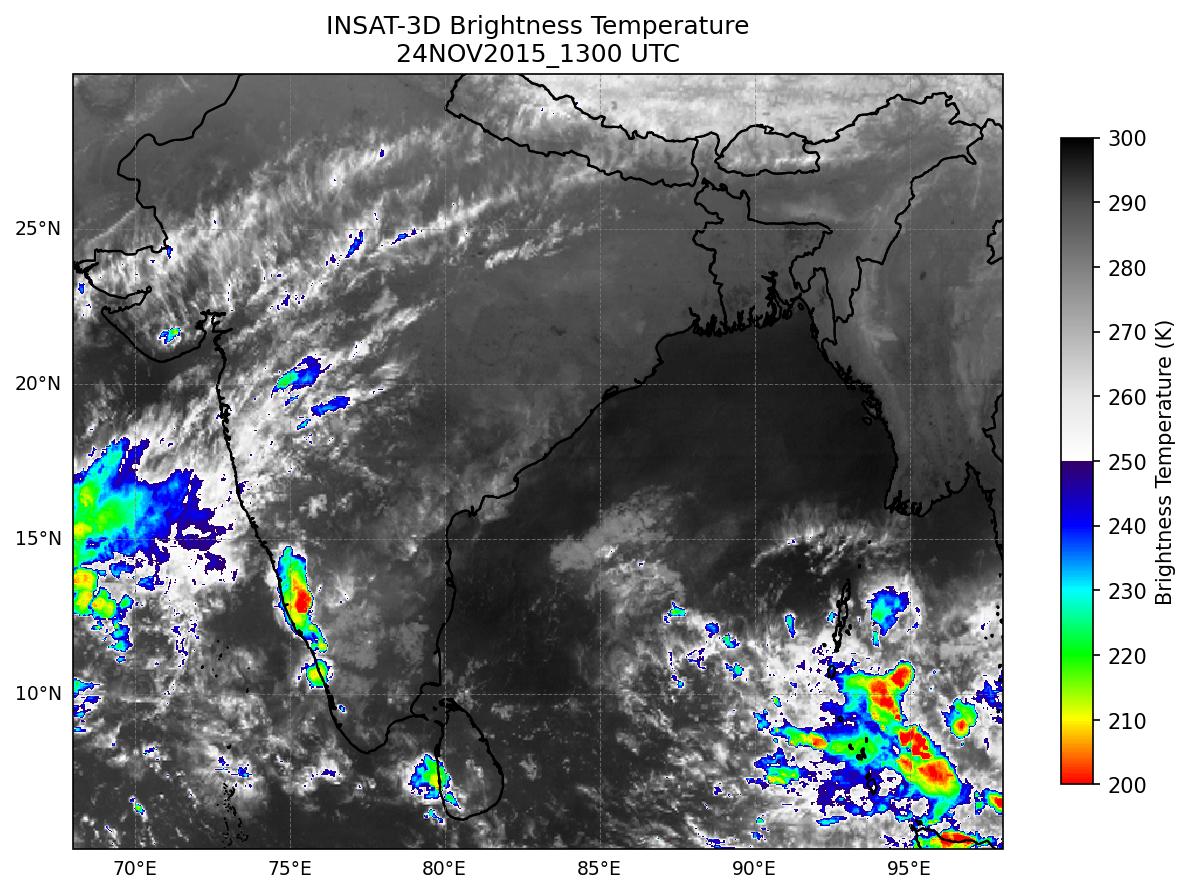 INSAT-3D Brightness Temperature
24NOV2015_1300 UTC
25°N
20°N
15°N
10°N
70°E
75°E
80°E
85°E
90°E
95°E
300
290
280
270
260
250
240
230
220
210
200
Brightness Temperature (K)